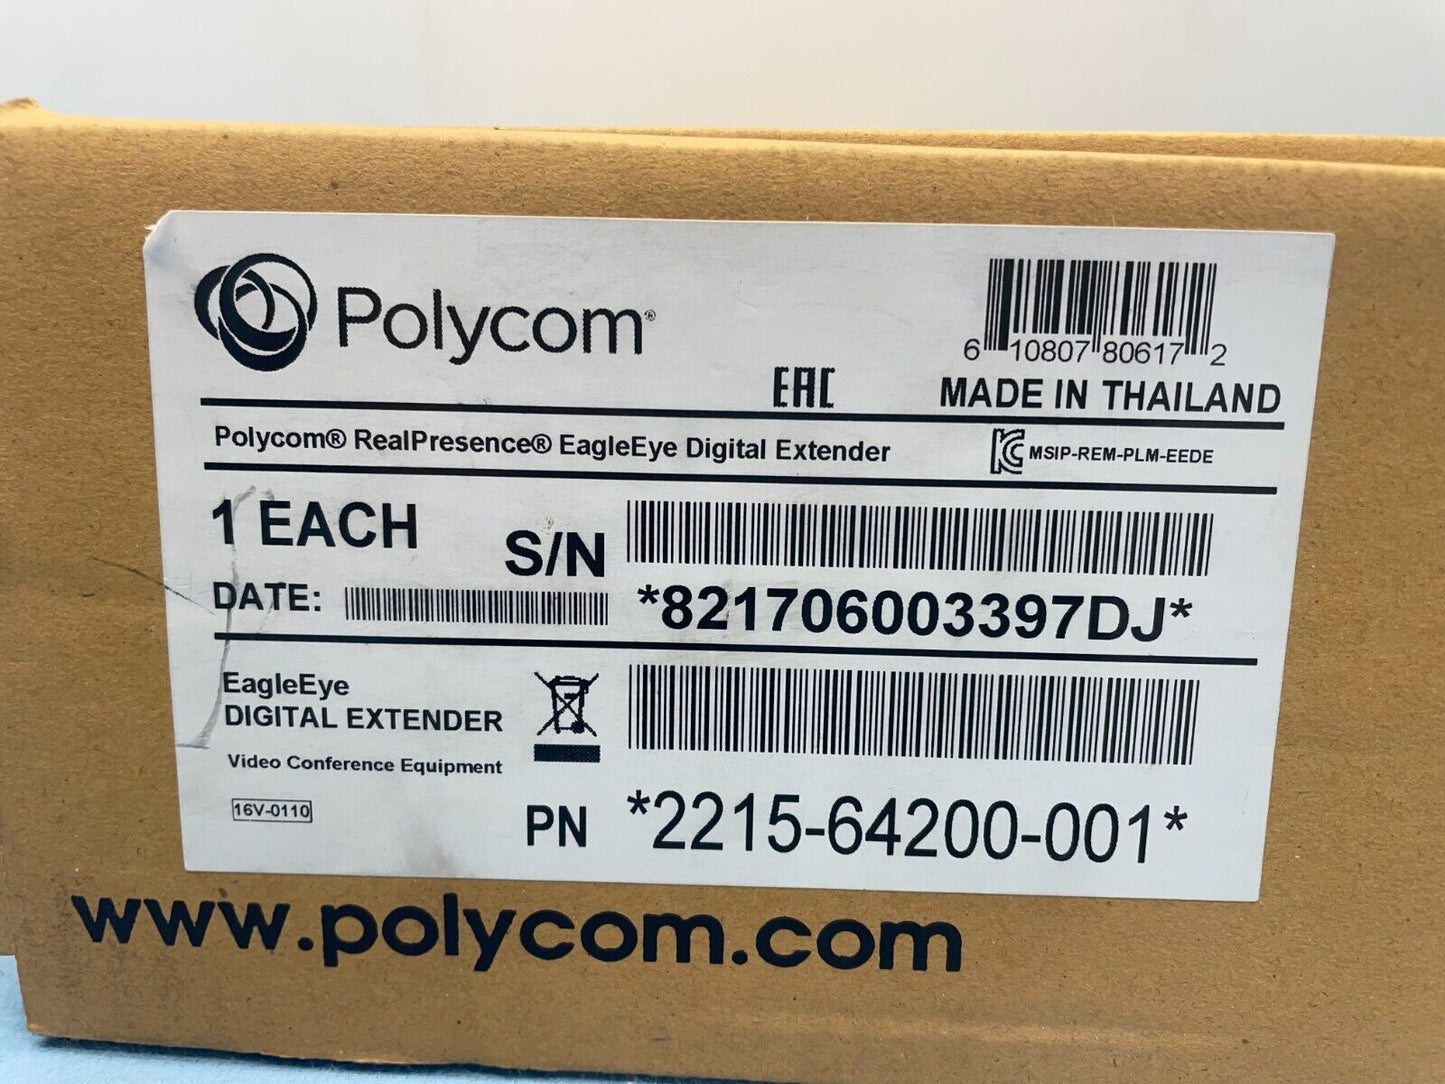 Polycom®
6 10807 80617 2
EAC
MADE IN THAILAND
Polycom® RealPresence® EagleEye Digital Extender
MSIP-REM-PLM-EEDE
1 EACH
S/N
DATE:
*821706003397DJ*
EagleEye
DIGITAL EXTENDER
Video Conference Equipment
16V-0110
PN *2215-64200-001*
www.polycom.com